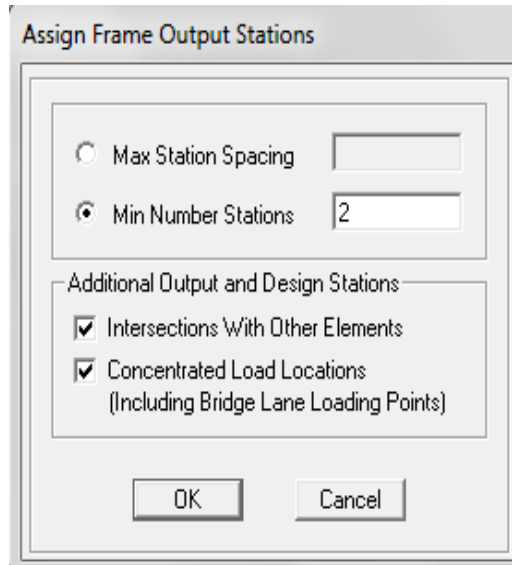 Assign Frame Output Stations
Max Station Spacing
Min Number Stations 2
Additional Output and Design Stations
Intersections With Other Elements
Concentrated Load Locations
(Including Bridge Lane Loading Points)
OK Cancel